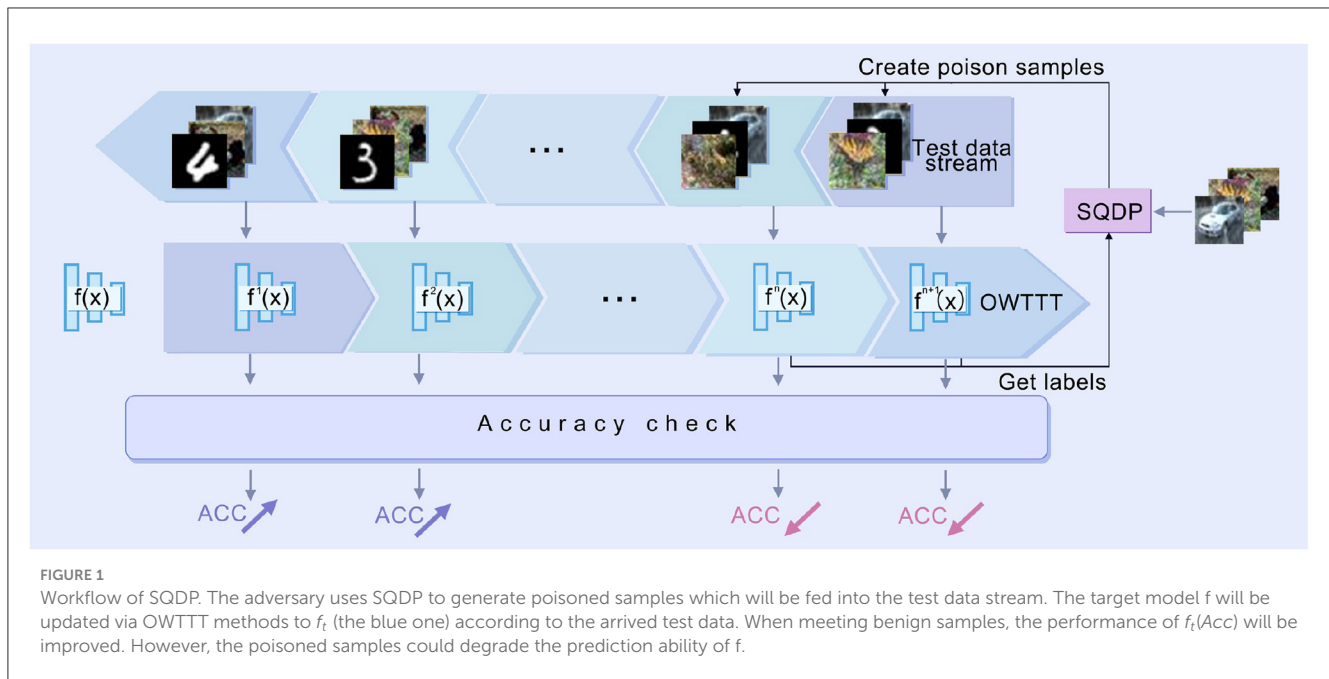 Create poison samples
4
3
...
Test data
stream
SQDP
f(x)
f¹(x)
f²(x)
...
fⁿ(x)
fⁿ⁺¹(x)
OWTTT
Get labels
Accuracy check
ACC
ACC
ACC
ACC
FIGURE 1
Workflow of SQDP. The adversary uses SQDP to generate poisoned samples which will be fed into the test data stream. The target model f will be
updated via OWTTT methods to fₜ (the blue one) according to the arrived test data. When meeting benign samples, the performance of fₜ(Acc) will be
improved. However, the poisoned samples could degrade the prediction ability of f.